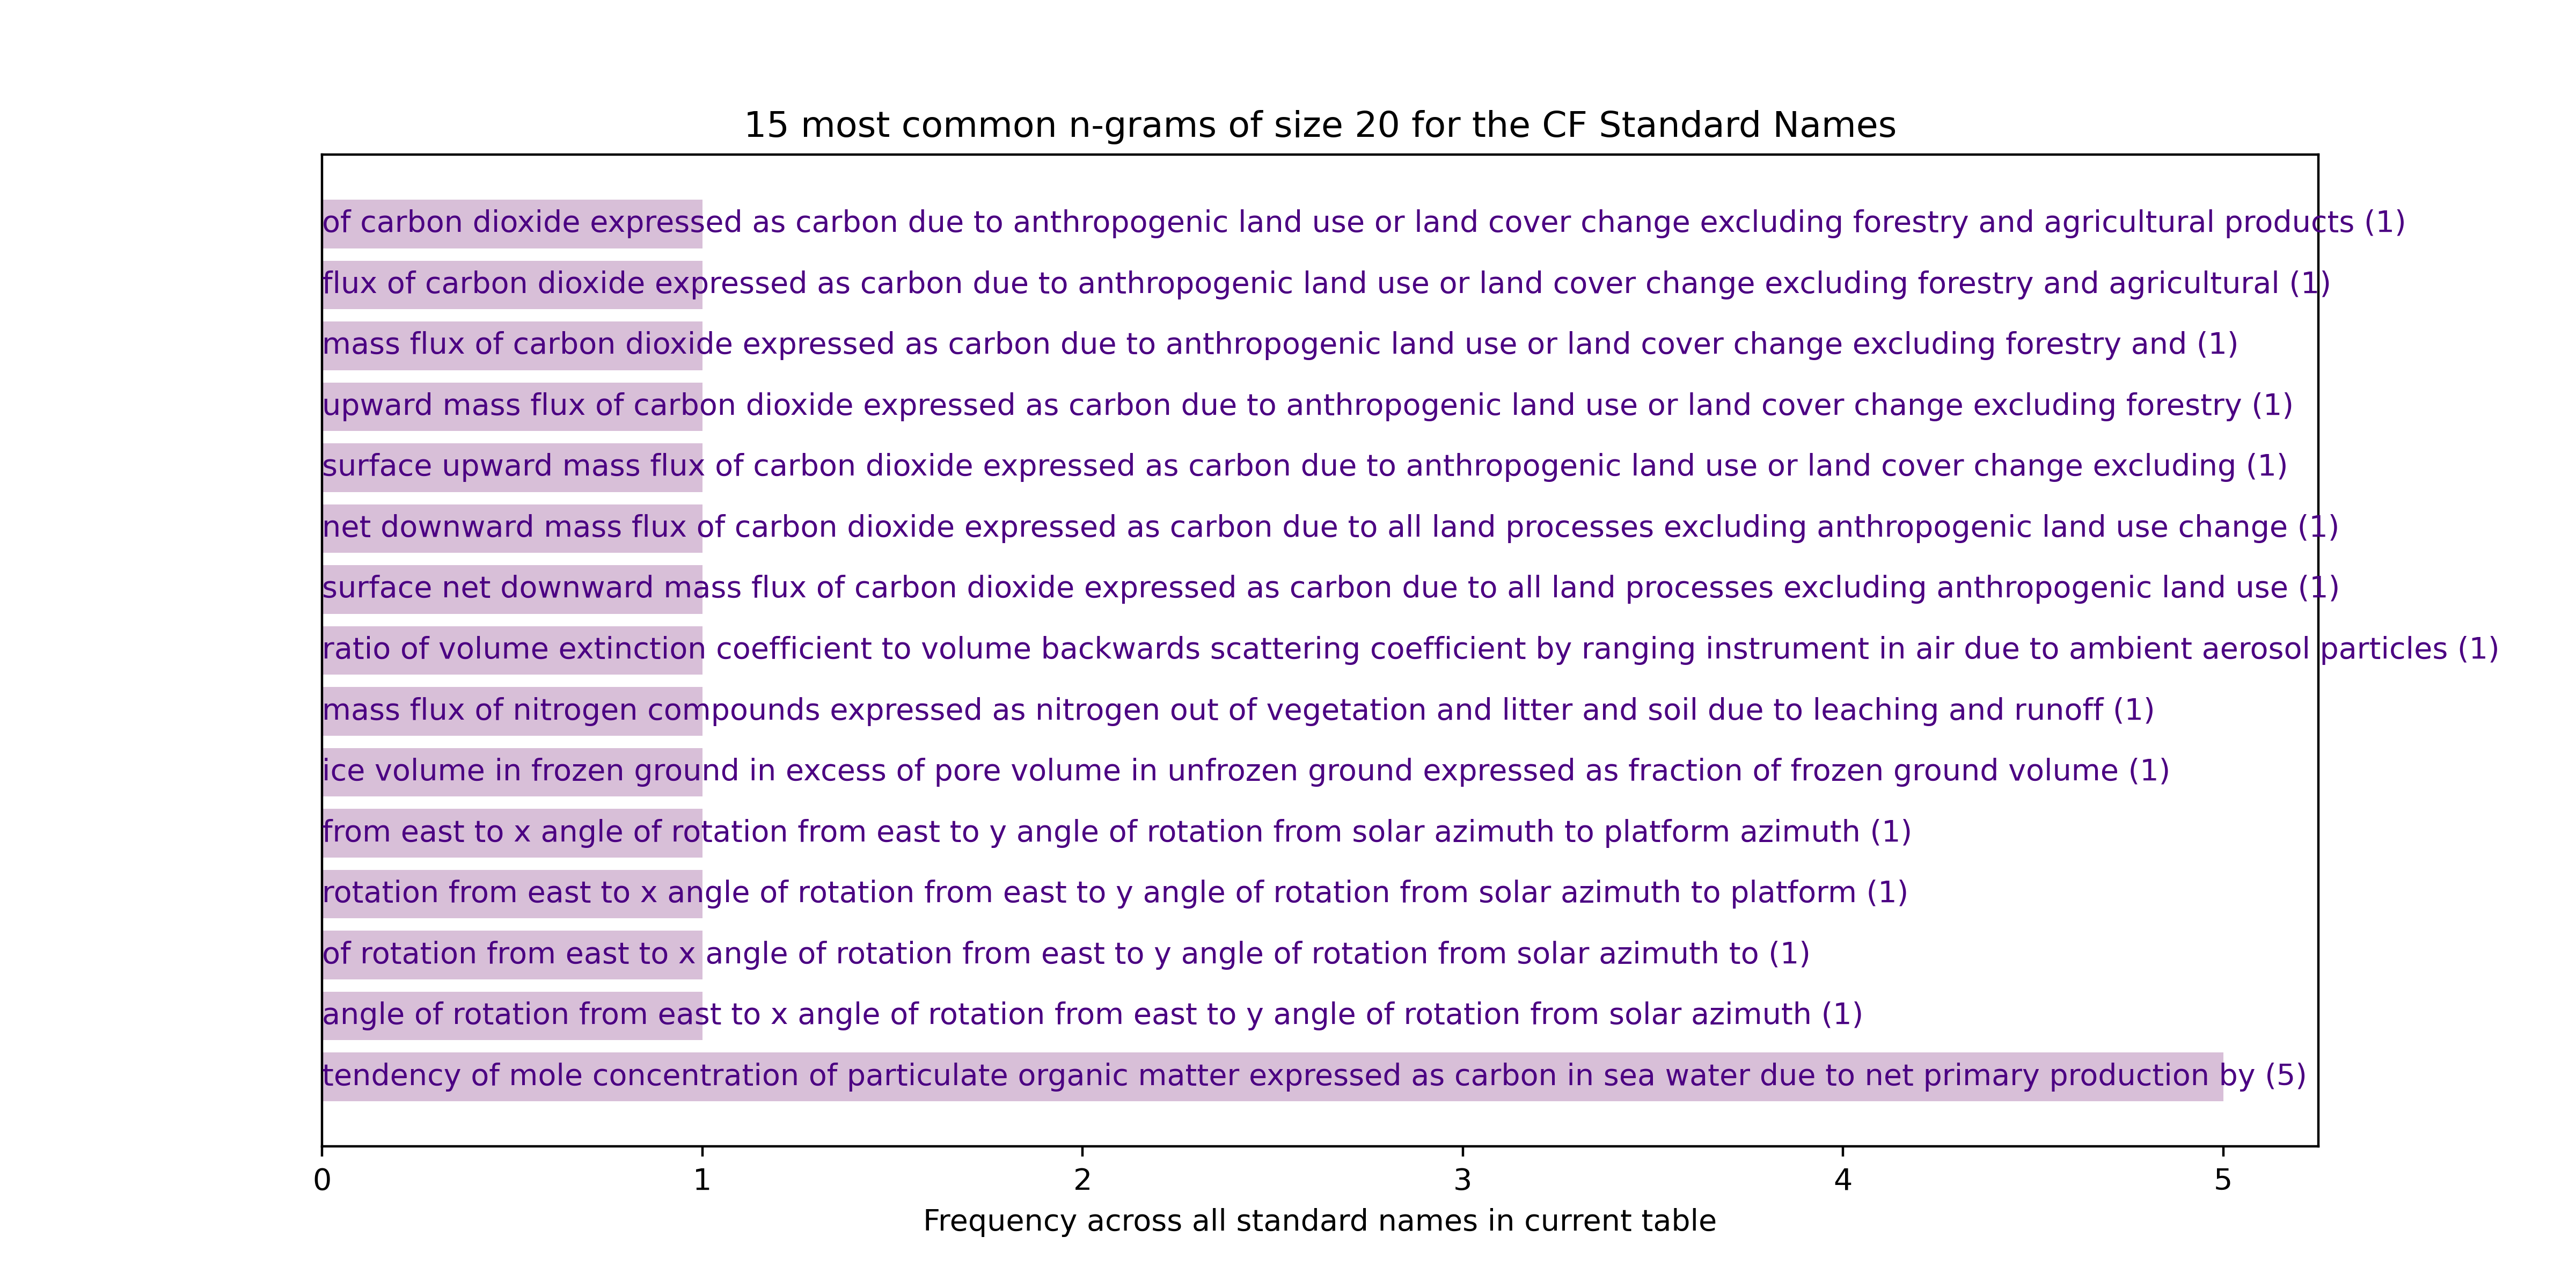 15 most common n-grams of size 20 for the CF Standard Names
of carbon dioxide expressed as carbon due to anthropogenic land use or land cover change excluding forestry and agricultural products (1)
flux of carbon dioxide expressed as carbon due to anthropogenic land use or land cover change excluding forestry and agricultural (1)
mass flux of carbon dioxide expressed as carbon due to anthropogenic land use or land cover change excluding forestry and (1)
upward mass flux of carbon dioxide expressed as carbon due to anthropogenic land use or land cover change excluding forestry (1)
surface upward mass flux of carbon dioxide expressed as carbon due to anthropogenic land use or land cover change excluding (1)
net downward mass flux of carbon dioxide expressed as carbon due to all land processes excluding anthropogenic land use change (1)
surface net downward mass flux of carbon dioxide expressed as carbon due to all land processes excluding anthropogenic land use (1)
ratio of volume extinction coefficient to volume backwards scattering coefficient by ranging instrument in air due to ambient aerosol particles (1)
mass flux of nitrogen compounds expressed as nitrogen out of vegetation and litter and soil due to leaching and runoff (1)
ice volume in frozen ground in excess of pore volume in unfrozen ground expressed as fraction of frozen ground volume (1)
from east to x angle of rotation from east to y angle of rotation from solar azimuth to platform azimuth (1)
rotation from east to x angle of rotation from east to y angle of rotation from solar azimuth to platform (1)
of rotation from east to x angle of rotation from east to y angle of rotation from solar azimuth to (1)
angle of rotation from east to x angle of rotation from east to y angle of rotation from solar azimuth (1)
tendency of mole concentration of particulate organic matter expressed as carbon in sea water due to net primary production by (5)
0 1 2 3 4 5
Frequency across all standard names in current table